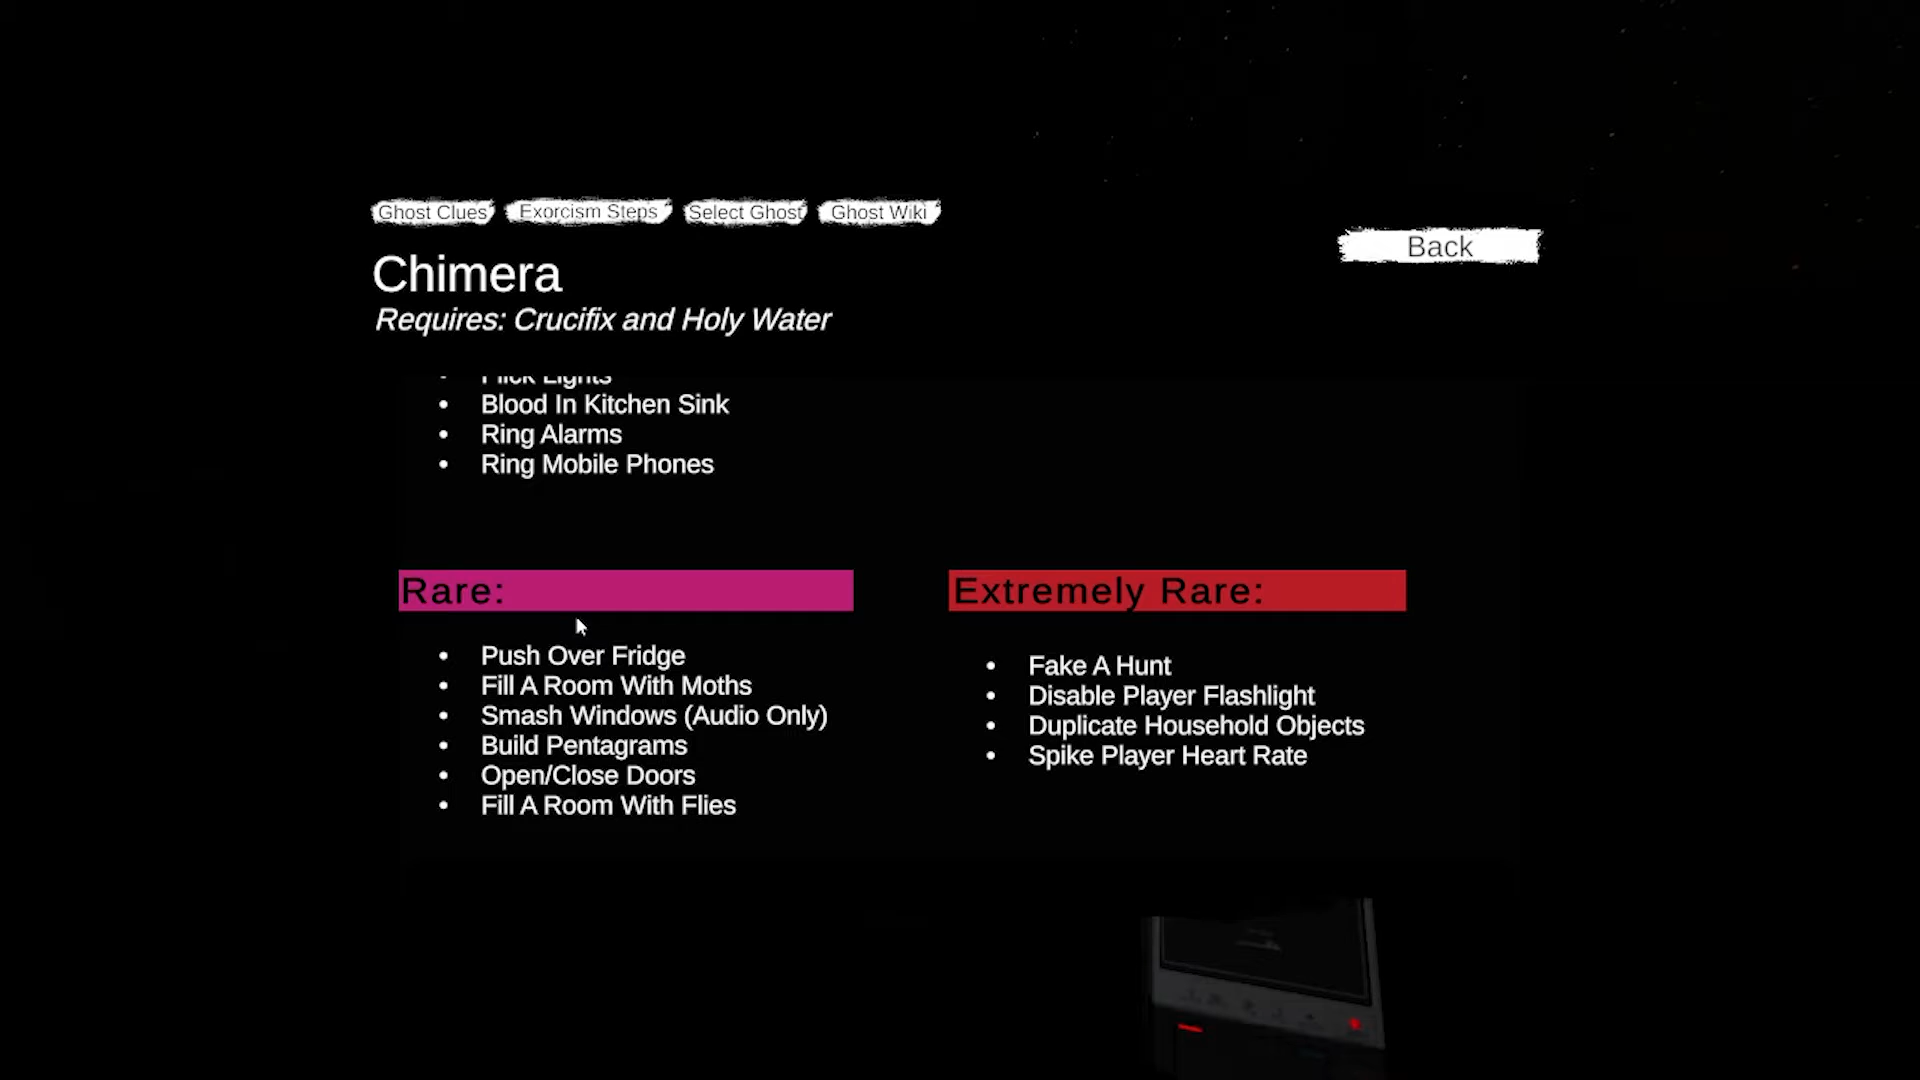 Ghost Clues Exorcism Steps Select Ghost Ghost Wiki
Back
Chimera
Requires: Crucifix and Holy Water
Flick Lights
• Blood In Kitchen Sink
• Ring Alarms
• Ring Mobile Phones
Rare:
• Push Over Fridge
• Fill A Room With Moths
• Smash Windows (Audio Only)
• Build Pentagrams
• Open/Close Doors
• Fill A Room With Flies
Extremely Rare:
• Fake A Hunt
• Disable Player Flashlight
• Duplicate Household Objects
• Spike Player Heart Rate